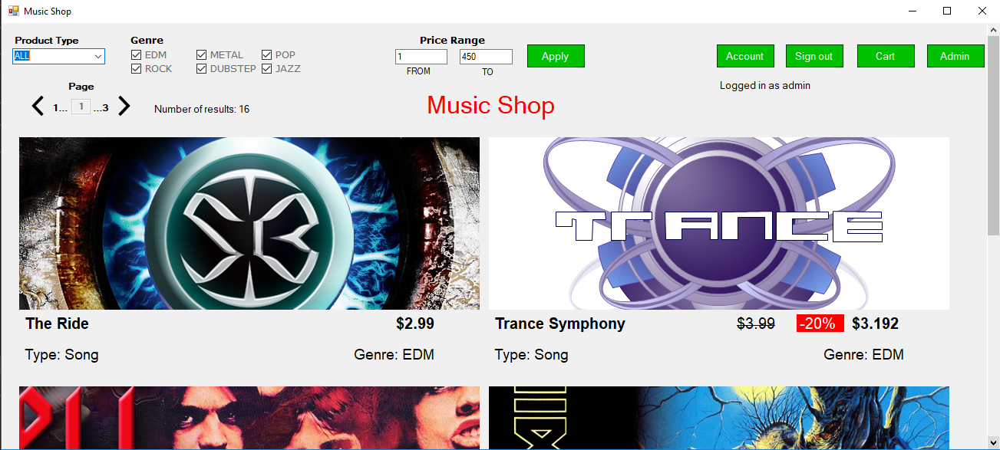 Music Shop
Product Type
ALL
Genre
EDM METAL POP
ROCK DUBSTEP JAZZ
Price Range
1 450
FROM TO
Apply
Account Sign out Cart Admin
Logged in as admin
Page
1... 1 ...3
Number of results: 16
Music Shop
TRANCE
The Ride $2.99
Type: Song Genre: EDM
Trance Symphony $3.99 -20% $3.192
Type: Song Genre: EDM